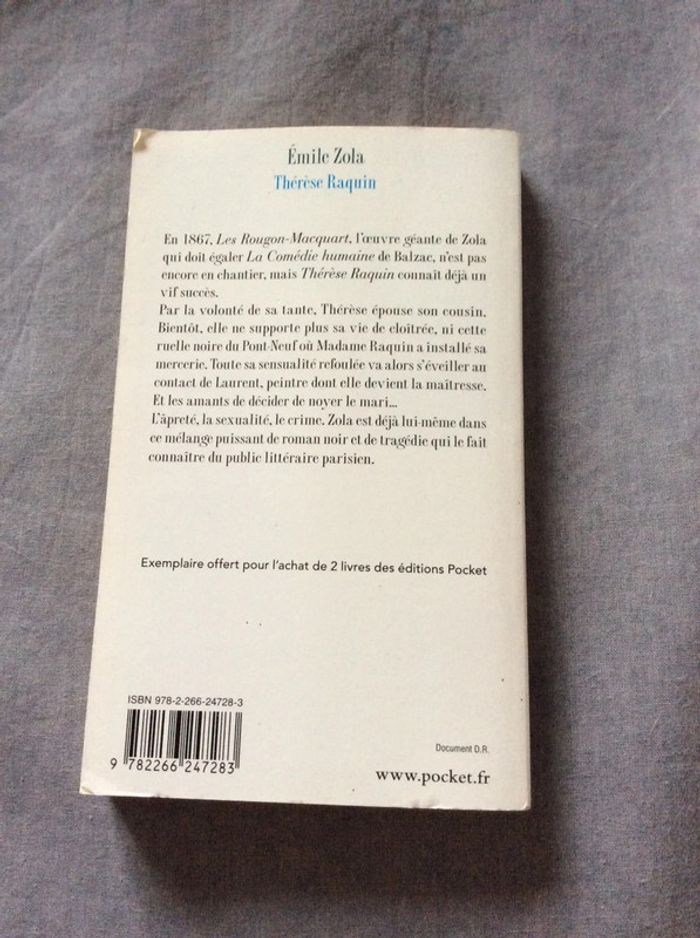 Émile Zola
Thérèse Raquin
En 1867, Les Rougon-Macquart, l'œuvre géante de Zola
qui doit égaler La Comédie humaine de Balzac, n'est pas
encore en chantier, mais Thérèse Raquin connaît déjà un
vif succès.
Par la volonté de sa tante, Thérèse épouse son cousin.
Bientôt, elle ne supporte plus sa vie de cloîtrée, ni cette
ruelle noire du Pont-Neuf où Madame Raquin a installé sa
mercerie. Toute sa sensualité refoulée va alors s'éveiller au
contact de Laurent, peintre dont elle devient la maîtresse.
Et les amants de décider de noyer le mari...
L'âpreté, la sexualité, le crime. Zola est déjà lui-même dans
ce mélange puissant de roman noir et de tragédie qui le fait
connaître du public littéraire parisien.
Exemplaire offert pour l'achat de 2 livres des éditions Pocket
ISBN 978-2-266-24728-3
9 782266 247283
Document D.R.
www.pocket.fr